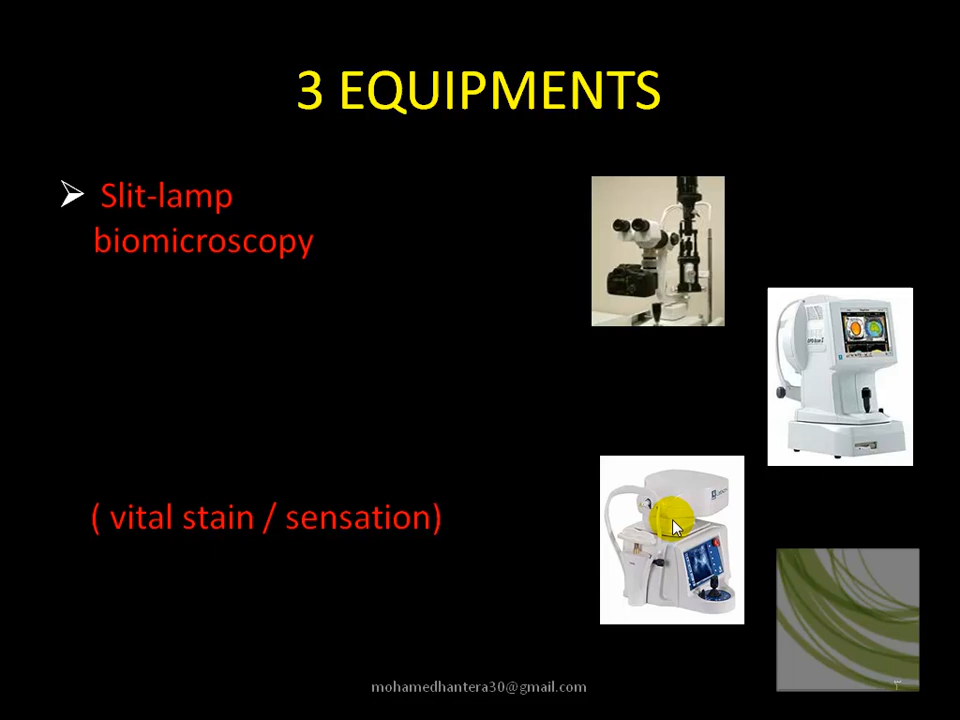 3 EQUIPMENTS
Slit-lamp
biomicroscopy
( vital stain / sensation)
mohamedhantera30@gmail.com